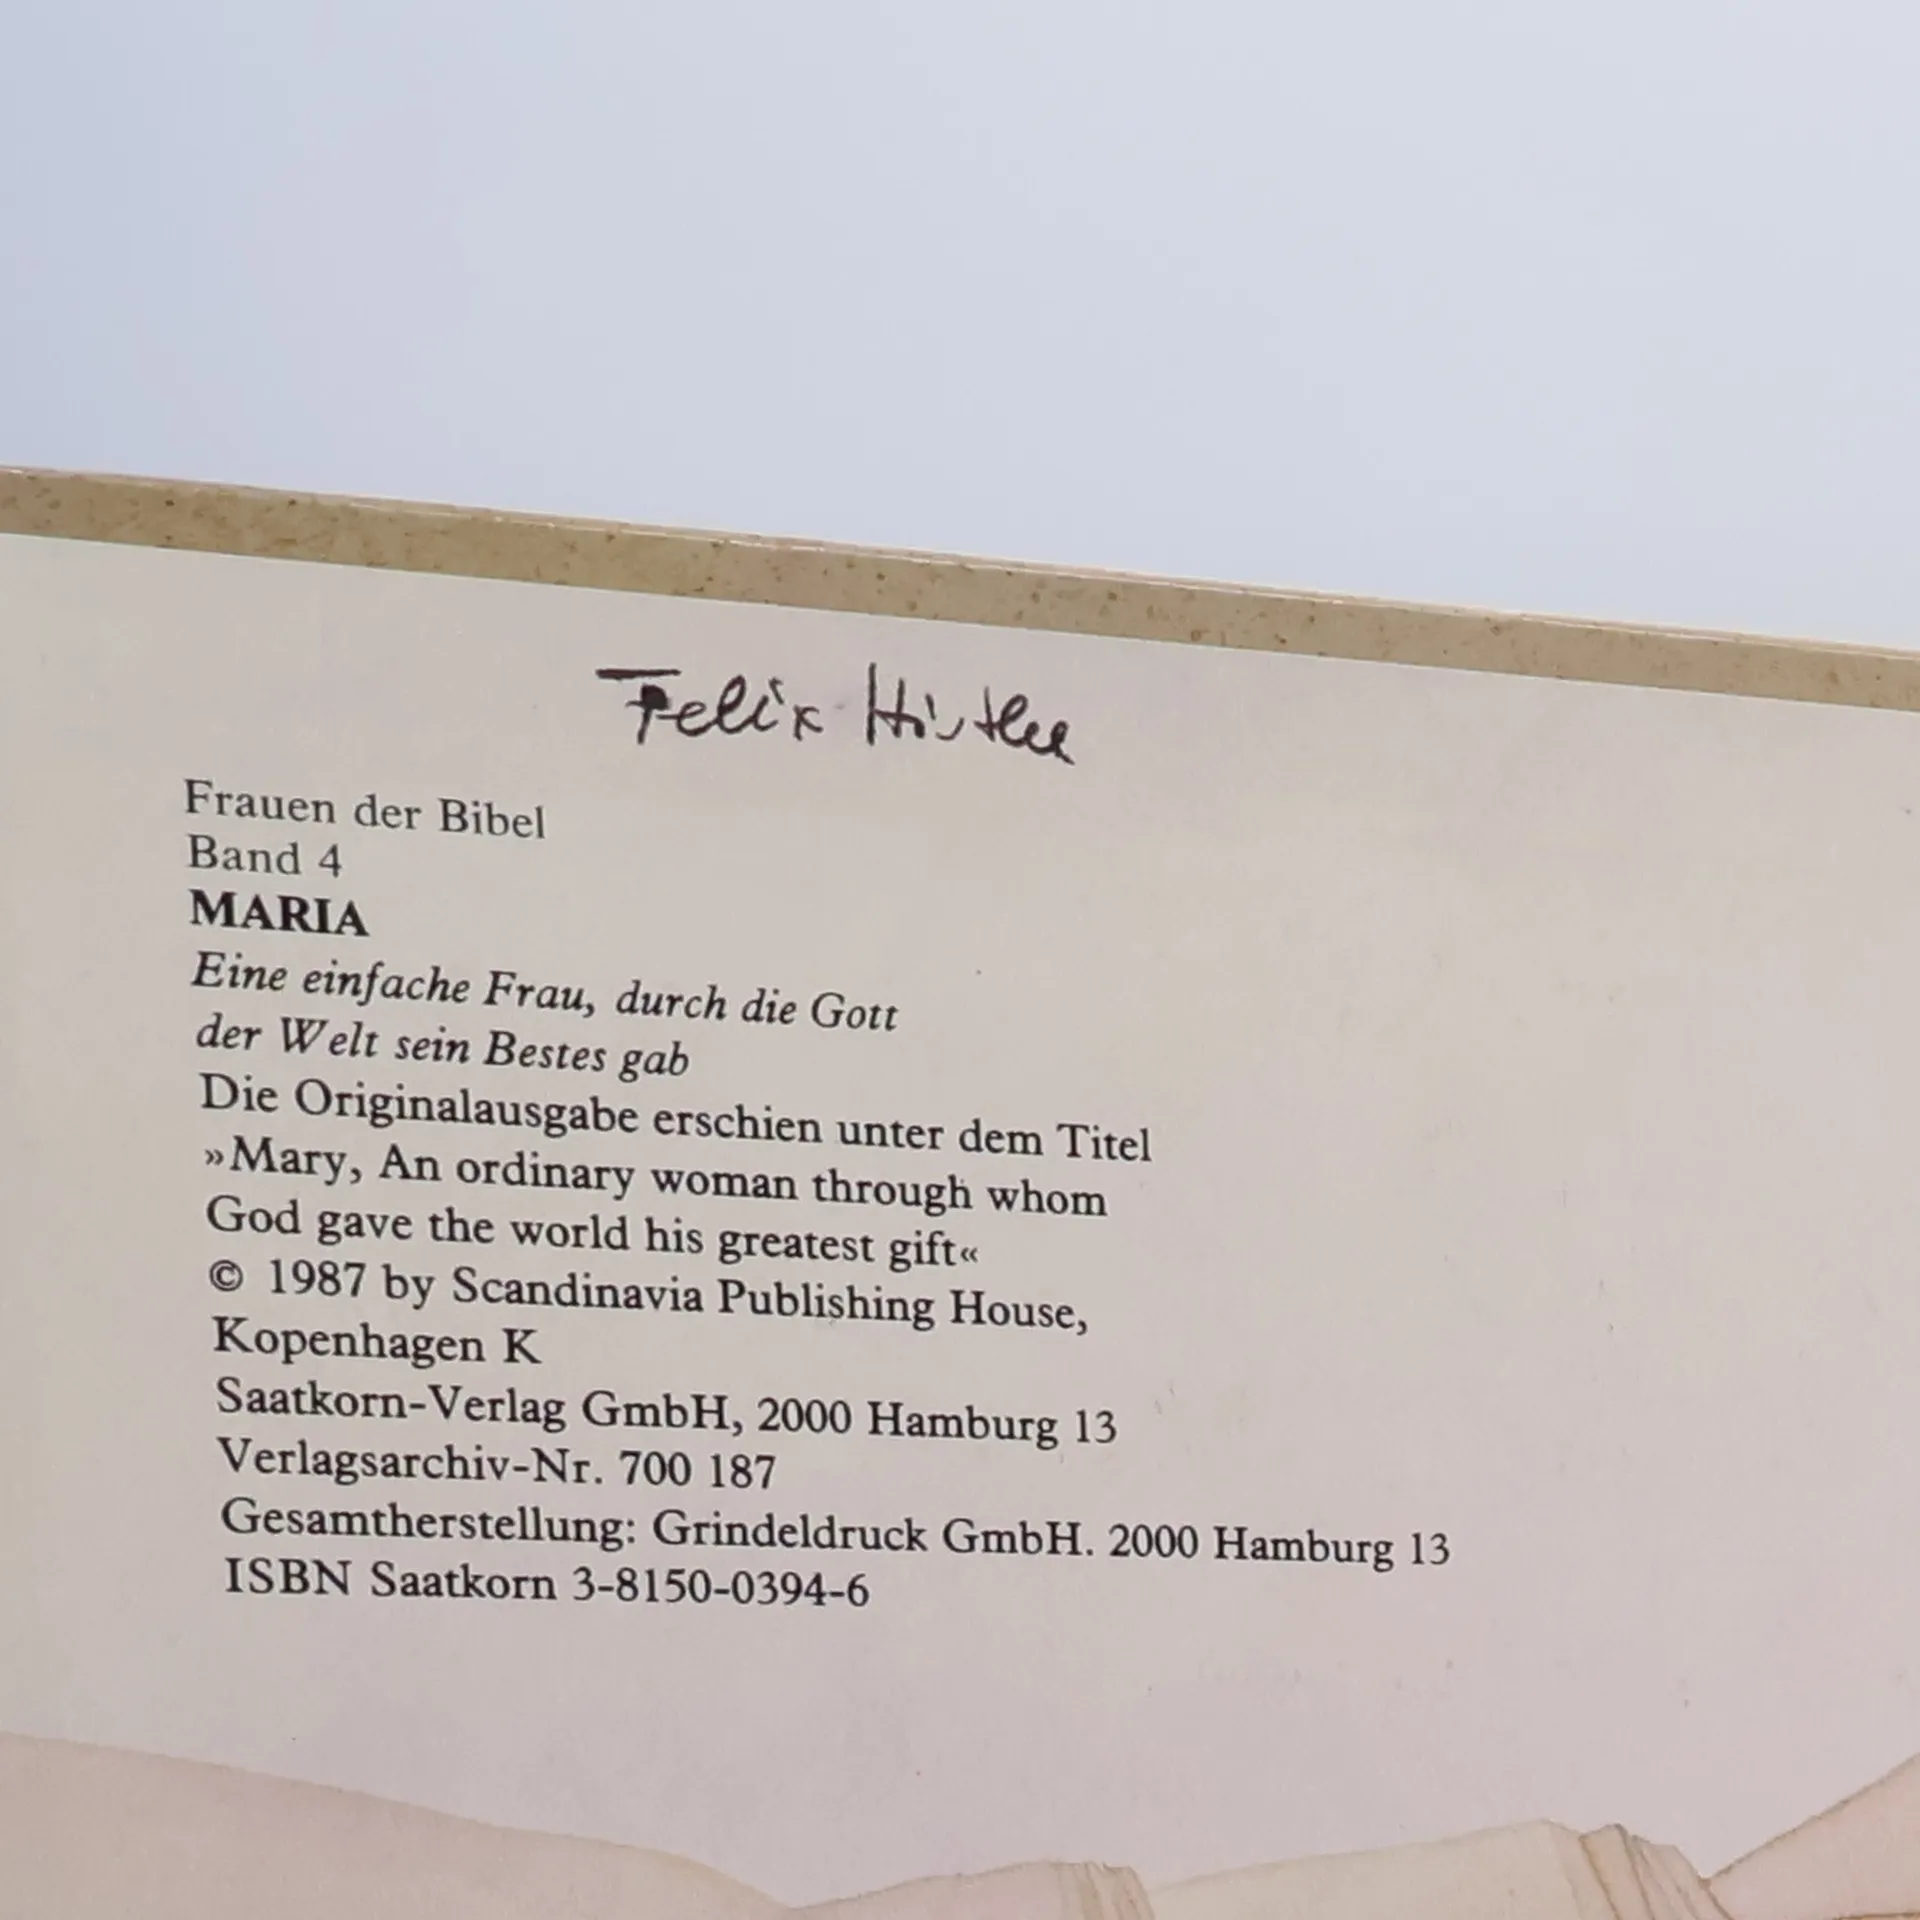 Felix
Frauen der Bibel
Band 4
MARIA
Eine einfache Frau, durch die Gott
der Welt sein Bestes gab
Die Originalausgabe erschien unter dem Titel
»Mary, An ordinary woman through whom
God gave the world his greatest gift«
© 1987 by Scandinavia Publishing House,
Kopenhagen K
Saatkorn-Verlag GmbH, 2000 Hamburg 13
Verlagsarchiv-Nr. 700 187
Gesamtherstellung: Grindeldruck GmbH. 2000 Hamburg 13
ISBN Saatkorn 3-8150-0394-6